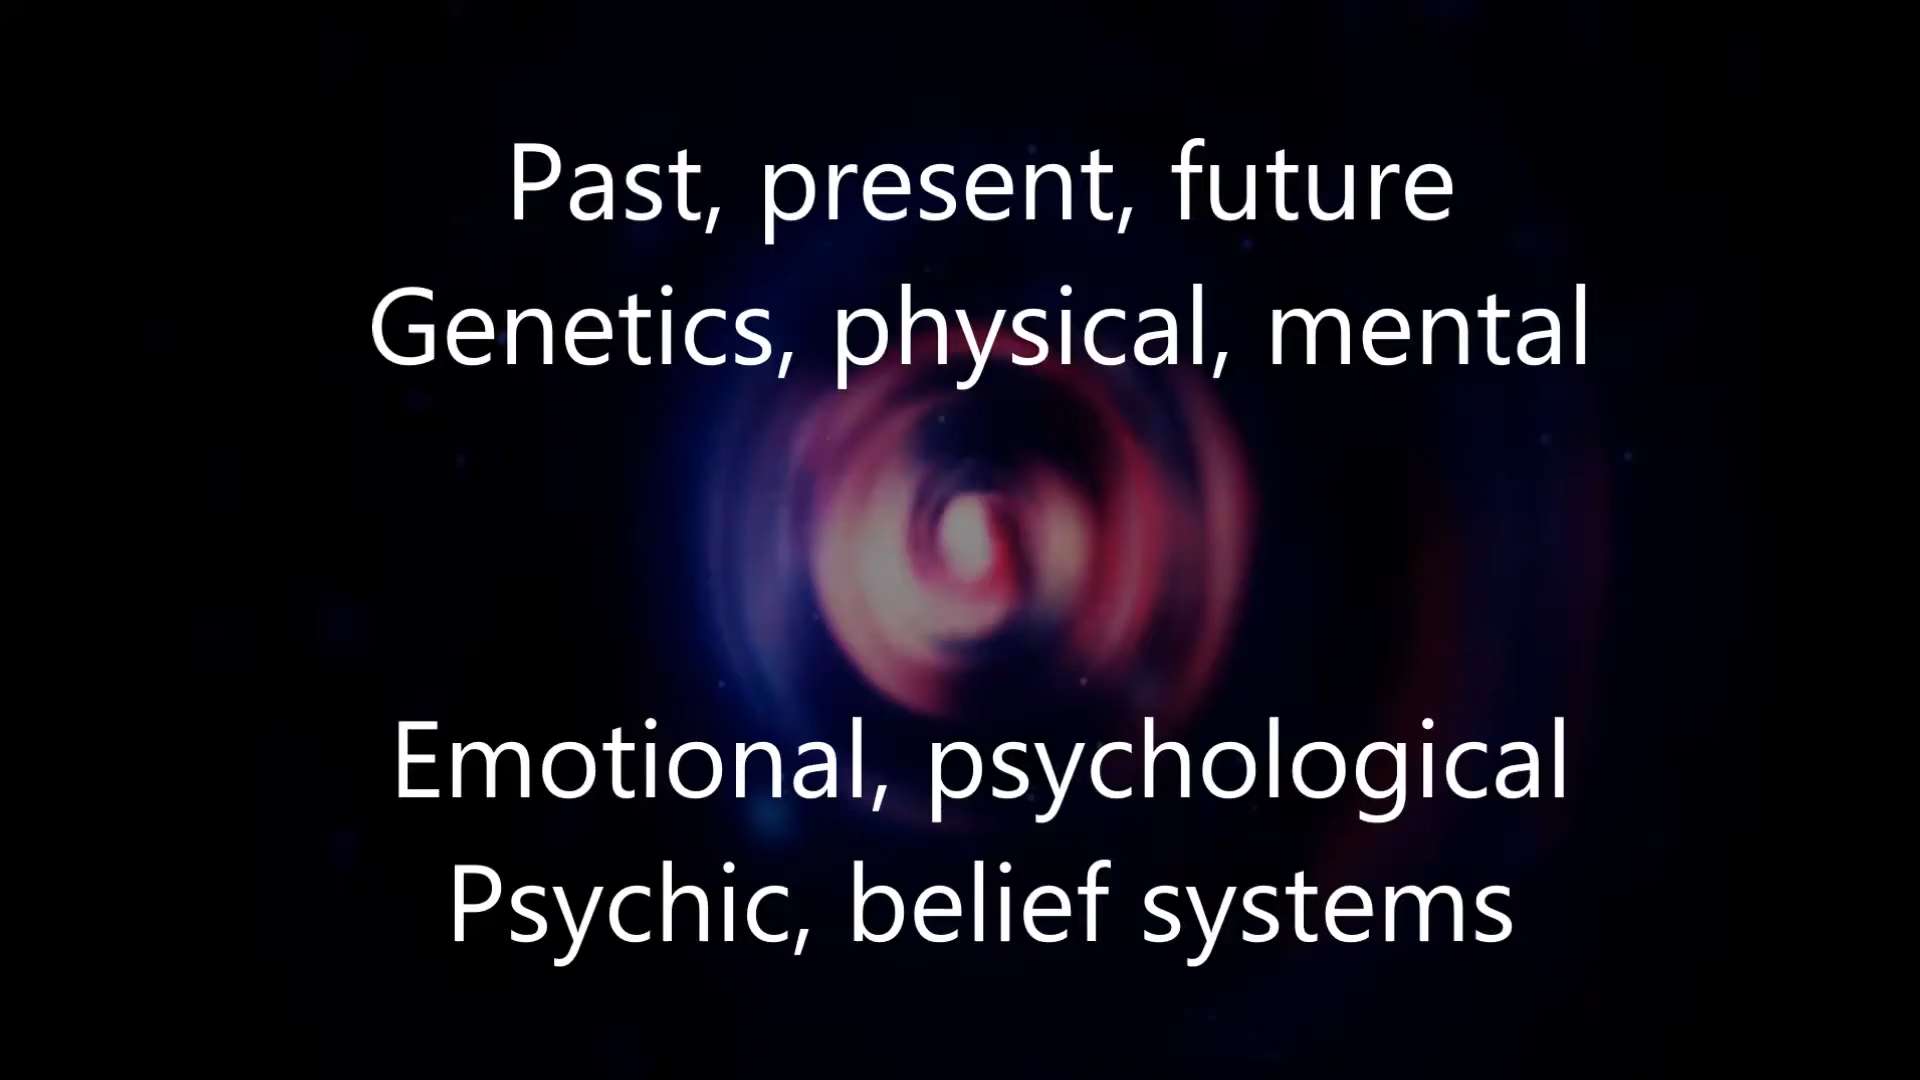 Past, present, future
Genetics, physical, mental
Emotional, psychological
Psychic, belief systems